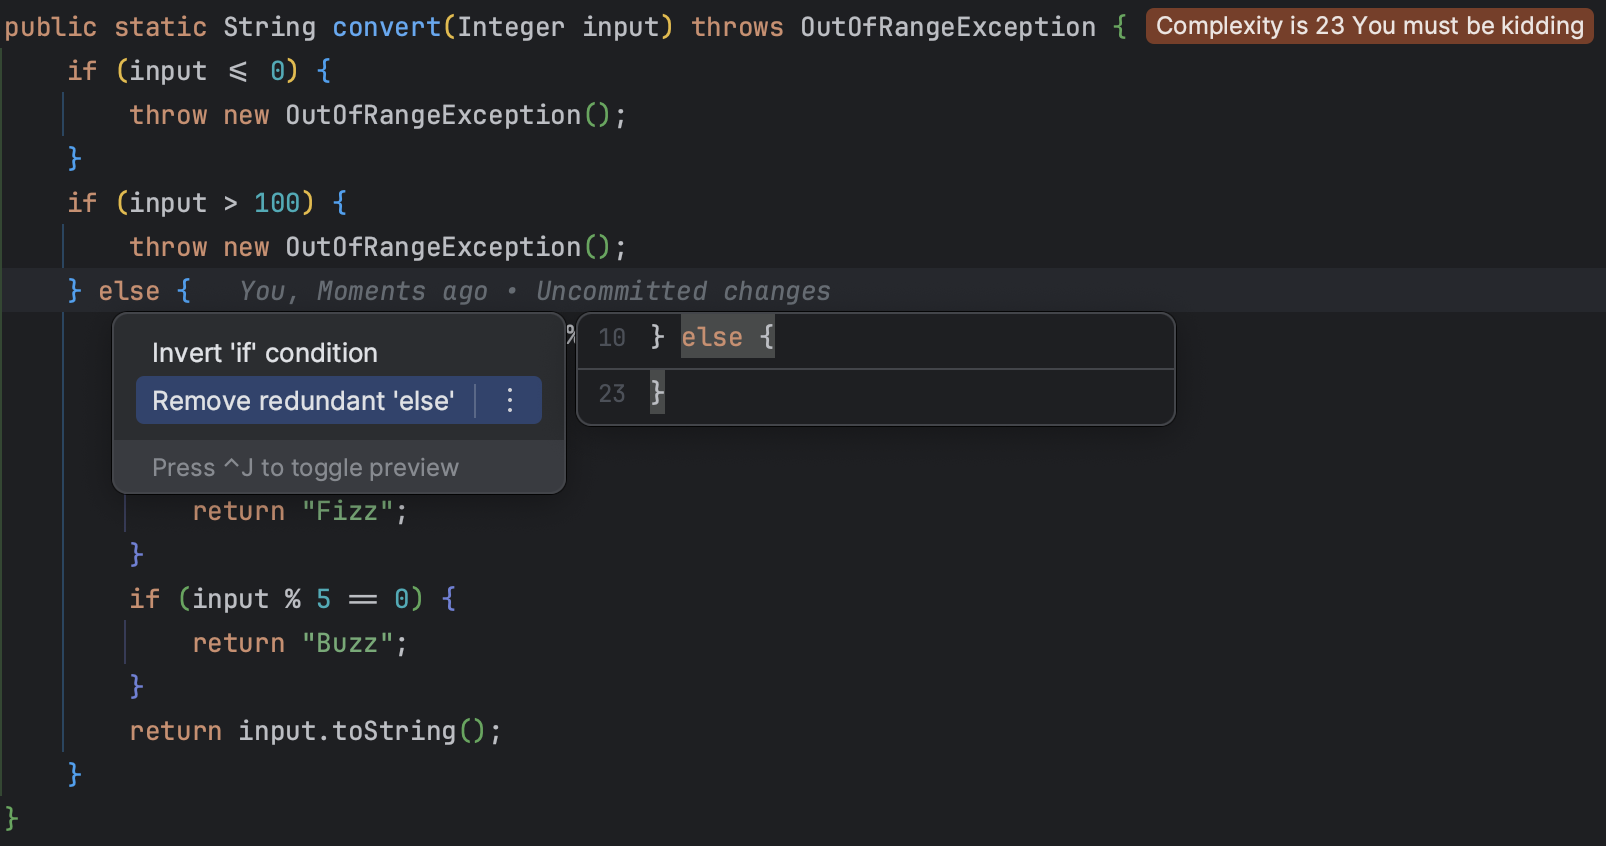 public static String convert(Integer input) throws OutOfRangeException { Complexity is 23 You must be kidding
if (input <= 0) {
throw new OutOfRangeException();
}
if (input > 100) {
throw new OutOfRangeException();
} else { You, Moments ago • Uncommitted changes
%
Invert 'if' condition
Remove redundant 'else'
Press ^J to toggle preview
10 } else {
23 }
return "Fizz";
}
if (input % 5 == 0) {
return "Buzz";
}
return input.toString();
}
}